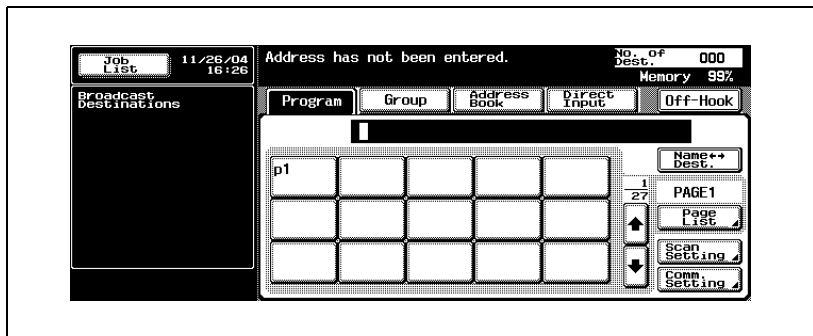 Job List
11/26/04
16:26
Address has not been entered.
No. of Dest.
000
Memory 99%
Broadcast
Destinations
Program
Group
Address Book
Direct Input
Off-Hook
Name↔ Dest.
p1
1
27
PAGE1
Page List
Scan Setting
Comm. Setting